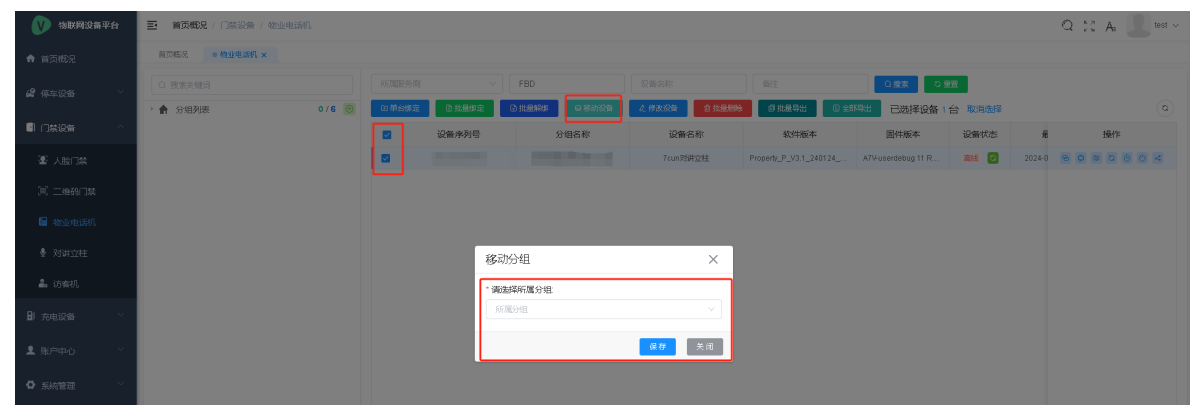 物联网设备平台
首页概况 / 门禁设备 / 物业电话机
test
首页概况
物业电话机 ×
首页概况
停车设备
门禁设备
人脸门禁
二维码门禁
物业电话机
对讲立柱
访客机
充电设备
账户中心
系统管理
搜索关键词
分组列表 0 / 6
所属服务商 FBD 设备名称 备注 搜索 重置
单台绑定 批量绑定 批量解绑 移动设备 修改设备 批量删除 批量导出 全部导出 已选择设备 1 台 取消选择
设备序列号 分组名称 设备名称 软件版本 固件版本 设备状态 操作
7cun对讲立柱 Property_P_V3.1_240124_... A7V-userdebug 11 R... 离线 2024-0
移动分组
* 请选择所属分组:
所属分组
保存 关闭